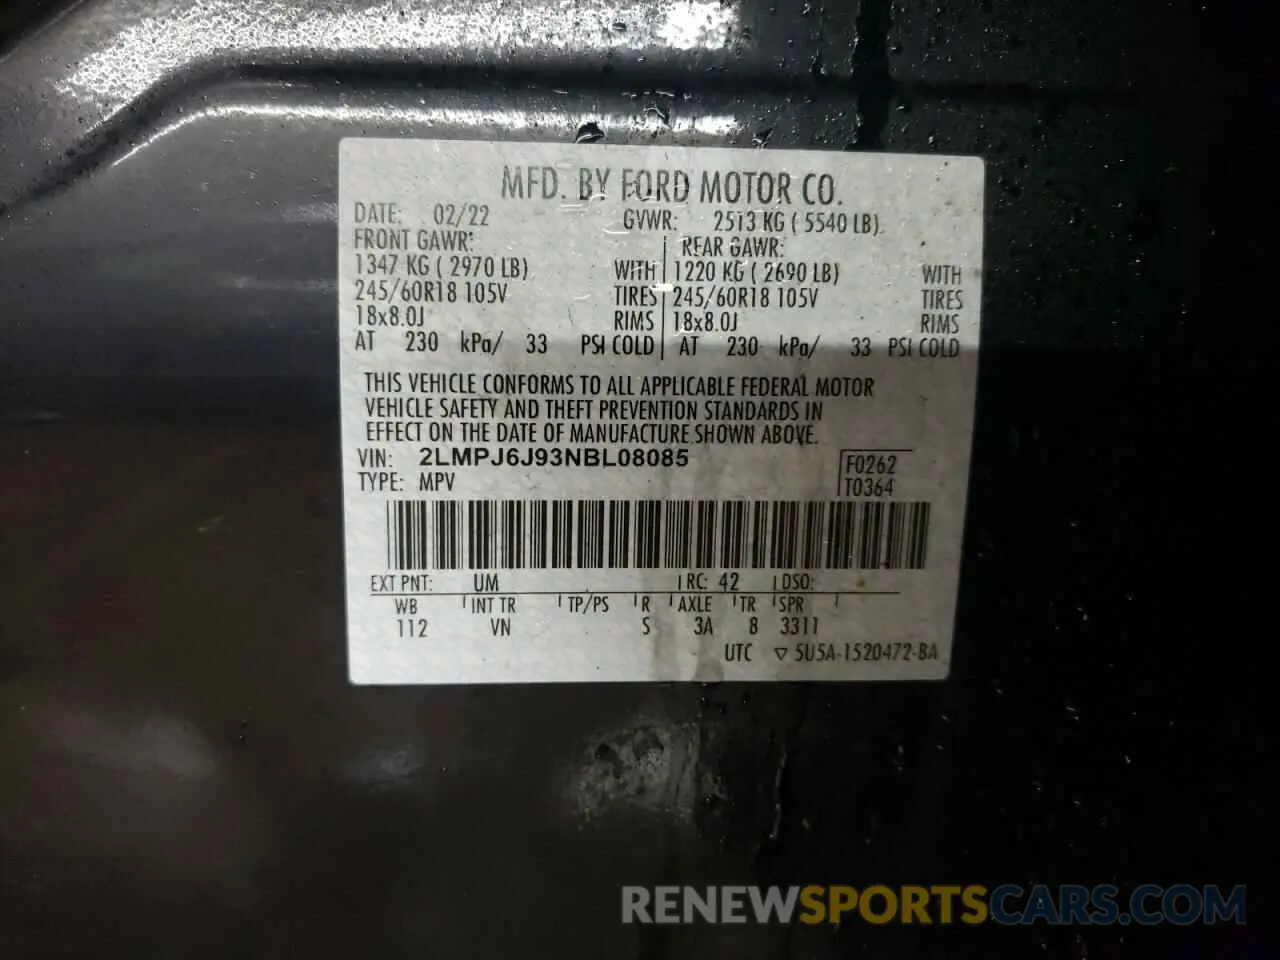 MFD. BY FORD MOTOR CO.
DATE: 02/22 GVWR: 2513 KG ( 5540 LB)
FRONT GAWR: REAR GAWR:
1347 KG ( 2970 LB) WITH 1220 KG ( 2690 LB) WITH
245/60R18 105V TIRES 245/60R18 105V TIRES
18x8.0J RIMS 18x8.0J RIMS
AT 230 kPa/ 33 PSI COLD AT 230 kPa/ 33 PSI COLD
THIS VEHICLE CONFORMS TO ALL APPLICABLE FEDERAL MOTOR
VEHICLE SAFETY AND THEFT PREVENTION STANDARDS IN
EFFECT ON THE DATE OF MANUFACTURE SHOWN ABOVE.
VIN: 2LMPJ6J93NBL08085 F0262
TYPE: MPV T0364
EXT PNT: UM RC: 42 DSO:
WB INT TR TP/PS R AXLE TR SPR
112 VN S 3A 8 3311
UTC ▽ 5U5A-1520472-BA
RENEWSPORTSCARS.COM